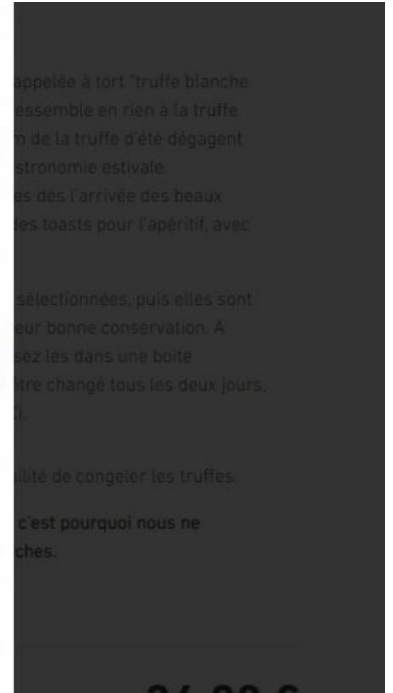 appelée à tort "truffe blanche
essemble en rien à la truffe
m de la truffe d'été dégagent
stronomie estivale.
es dès l'arrivée des beaux
des toasts pour l'apéritif, avec
sélectionnées, puis elles sont
eur bonne conservation. A
sez les dans une boite
être changé tous les deux jours,
ilité de congeler les truffes.
c'est pourquoi nous ne
ches.